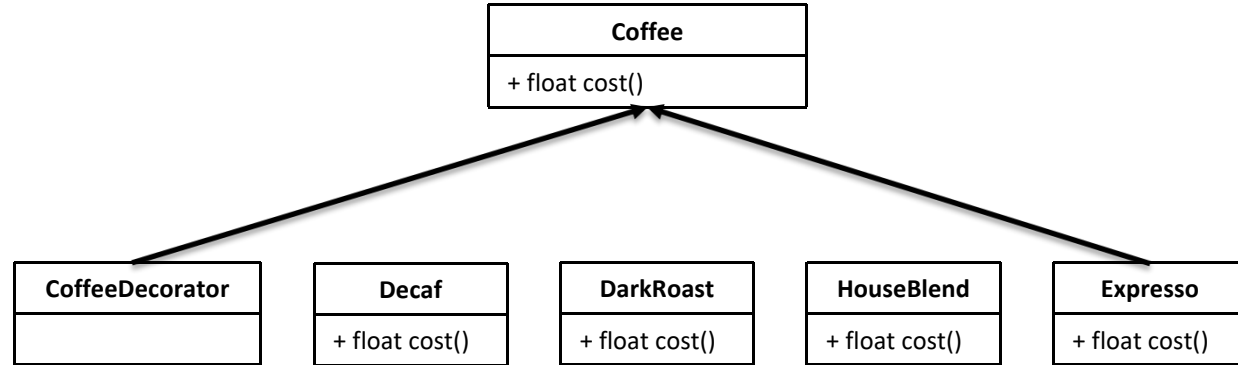 Coffee
+ float cost()
CoffeeDecorator
Decaf
DarkRoast
HouseBlend
Expresso
+ float cost()
+ float cost()
+ float cost()
+ float cost()